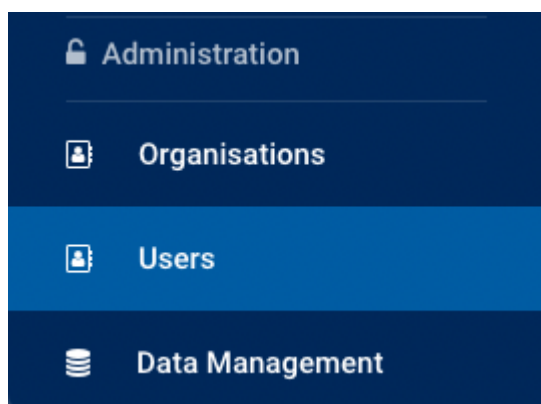 Administration
Organisations
Users
Data Management